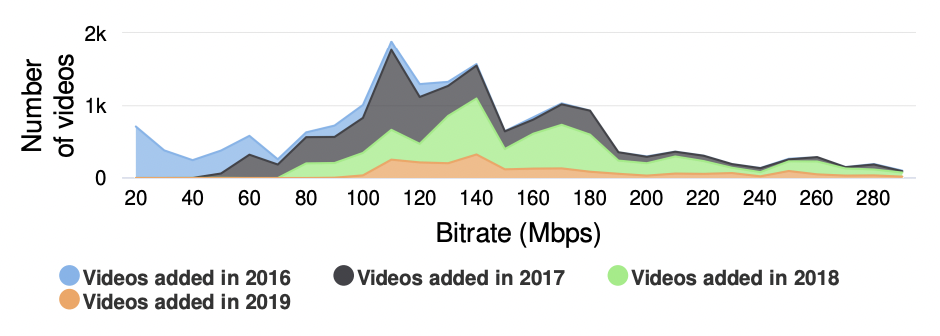 2k
1k
0
Number
of videos
20 40 60 80 100 120 140 160 180 200 220 240 260 280
Bitrate (Mbps)
Videos added in 2016 Videos added in 2017 Videos added in 2018
Videos added in 2019